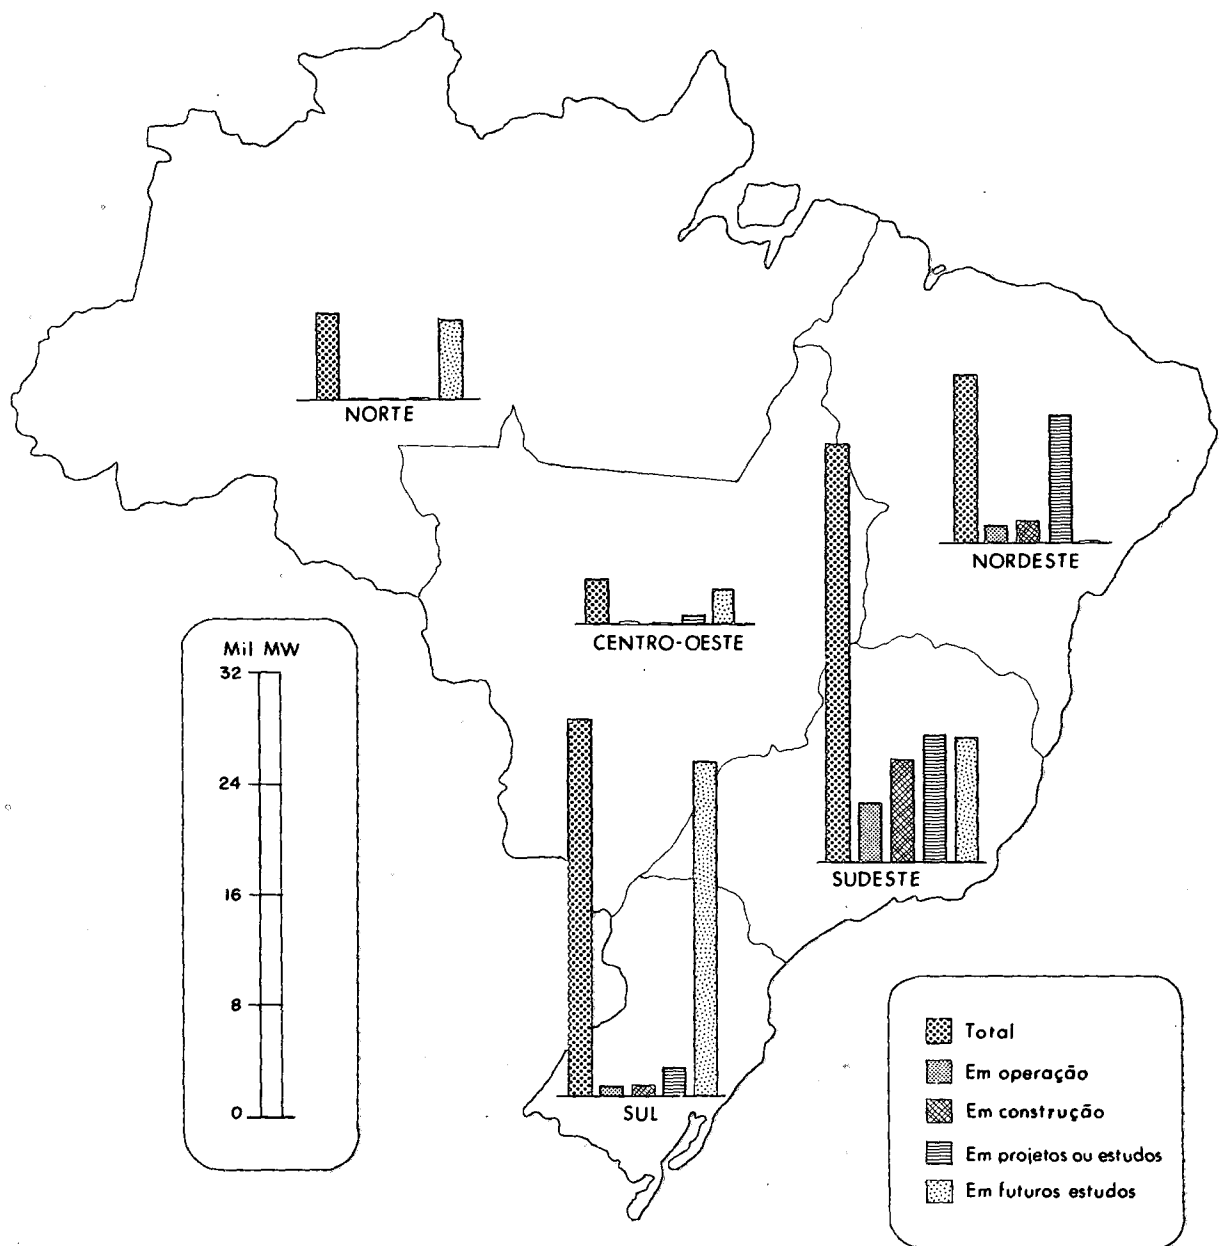 NORTE
NORDESTE
CENTRO-OESTE
Mil MW
32
24
16
8
0
SUDESTE
SUL
Total
Em operação
Em construção
Em projetos ou estudos
Em futuros estudos